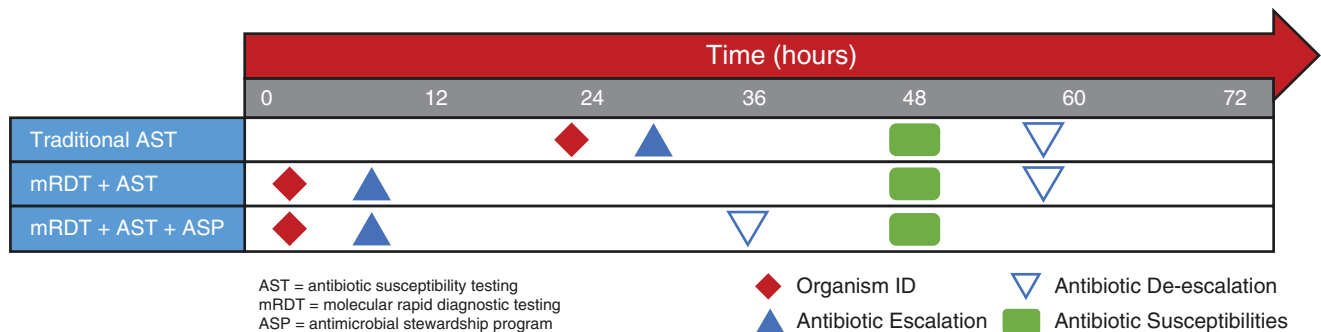 Time (hours)
0 12 24 36 48 60 72
Traditional AST
mRDT + AST
mRDT + AST + ASP
AST = antibiotic susceptibility testing
mRDT = molecular rapid diagnostic testing
ASP = antimicrobial stewardship program
Organism ID
Antibiotic De-escalation
Antibiotic Escalation
Antibiotic Susceptibilities